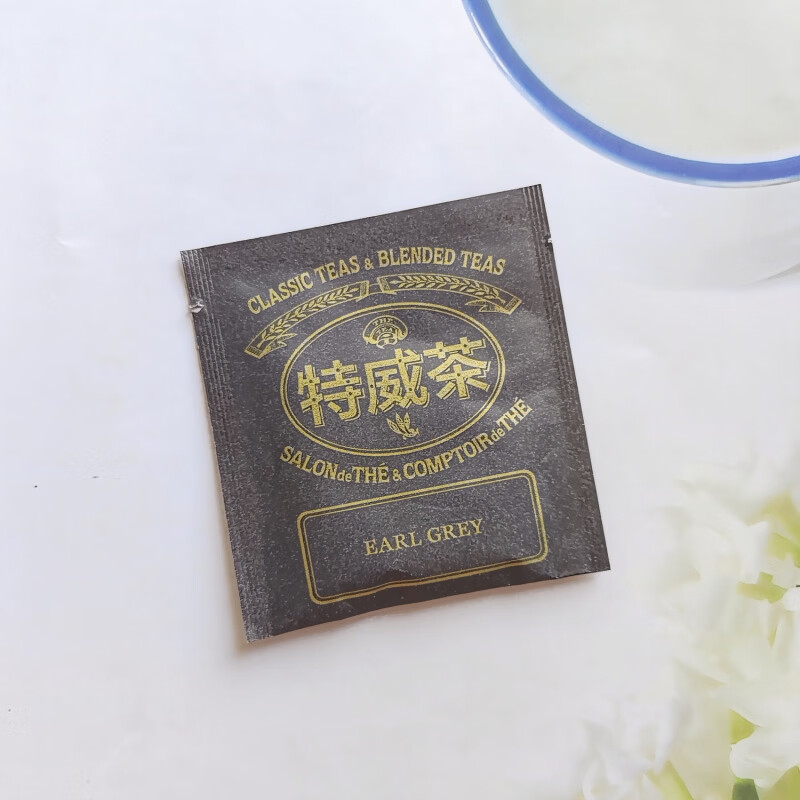 CLASSIC TEAS & BLENDED TEAS
特威茶
SALON de THÉ & COMPTOIR de THÉ
EARL GREY